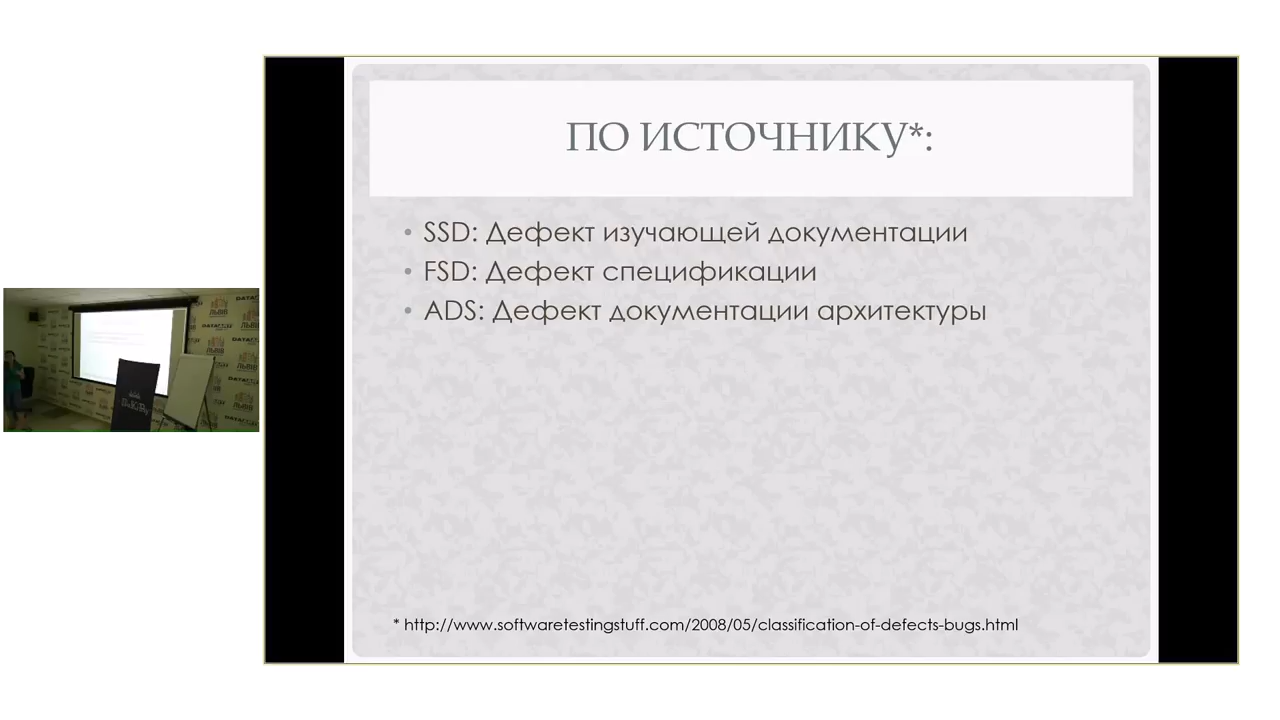 ПО ИСТОЧНИКУ*:
• SSD: Дефект изучающей документации
• FSD: Дефект спецификации
• ADS: Дефект документации архитектуры
* http://www.softwaretestingstuff.com/2008/05/classification-of-defects-bugs.html